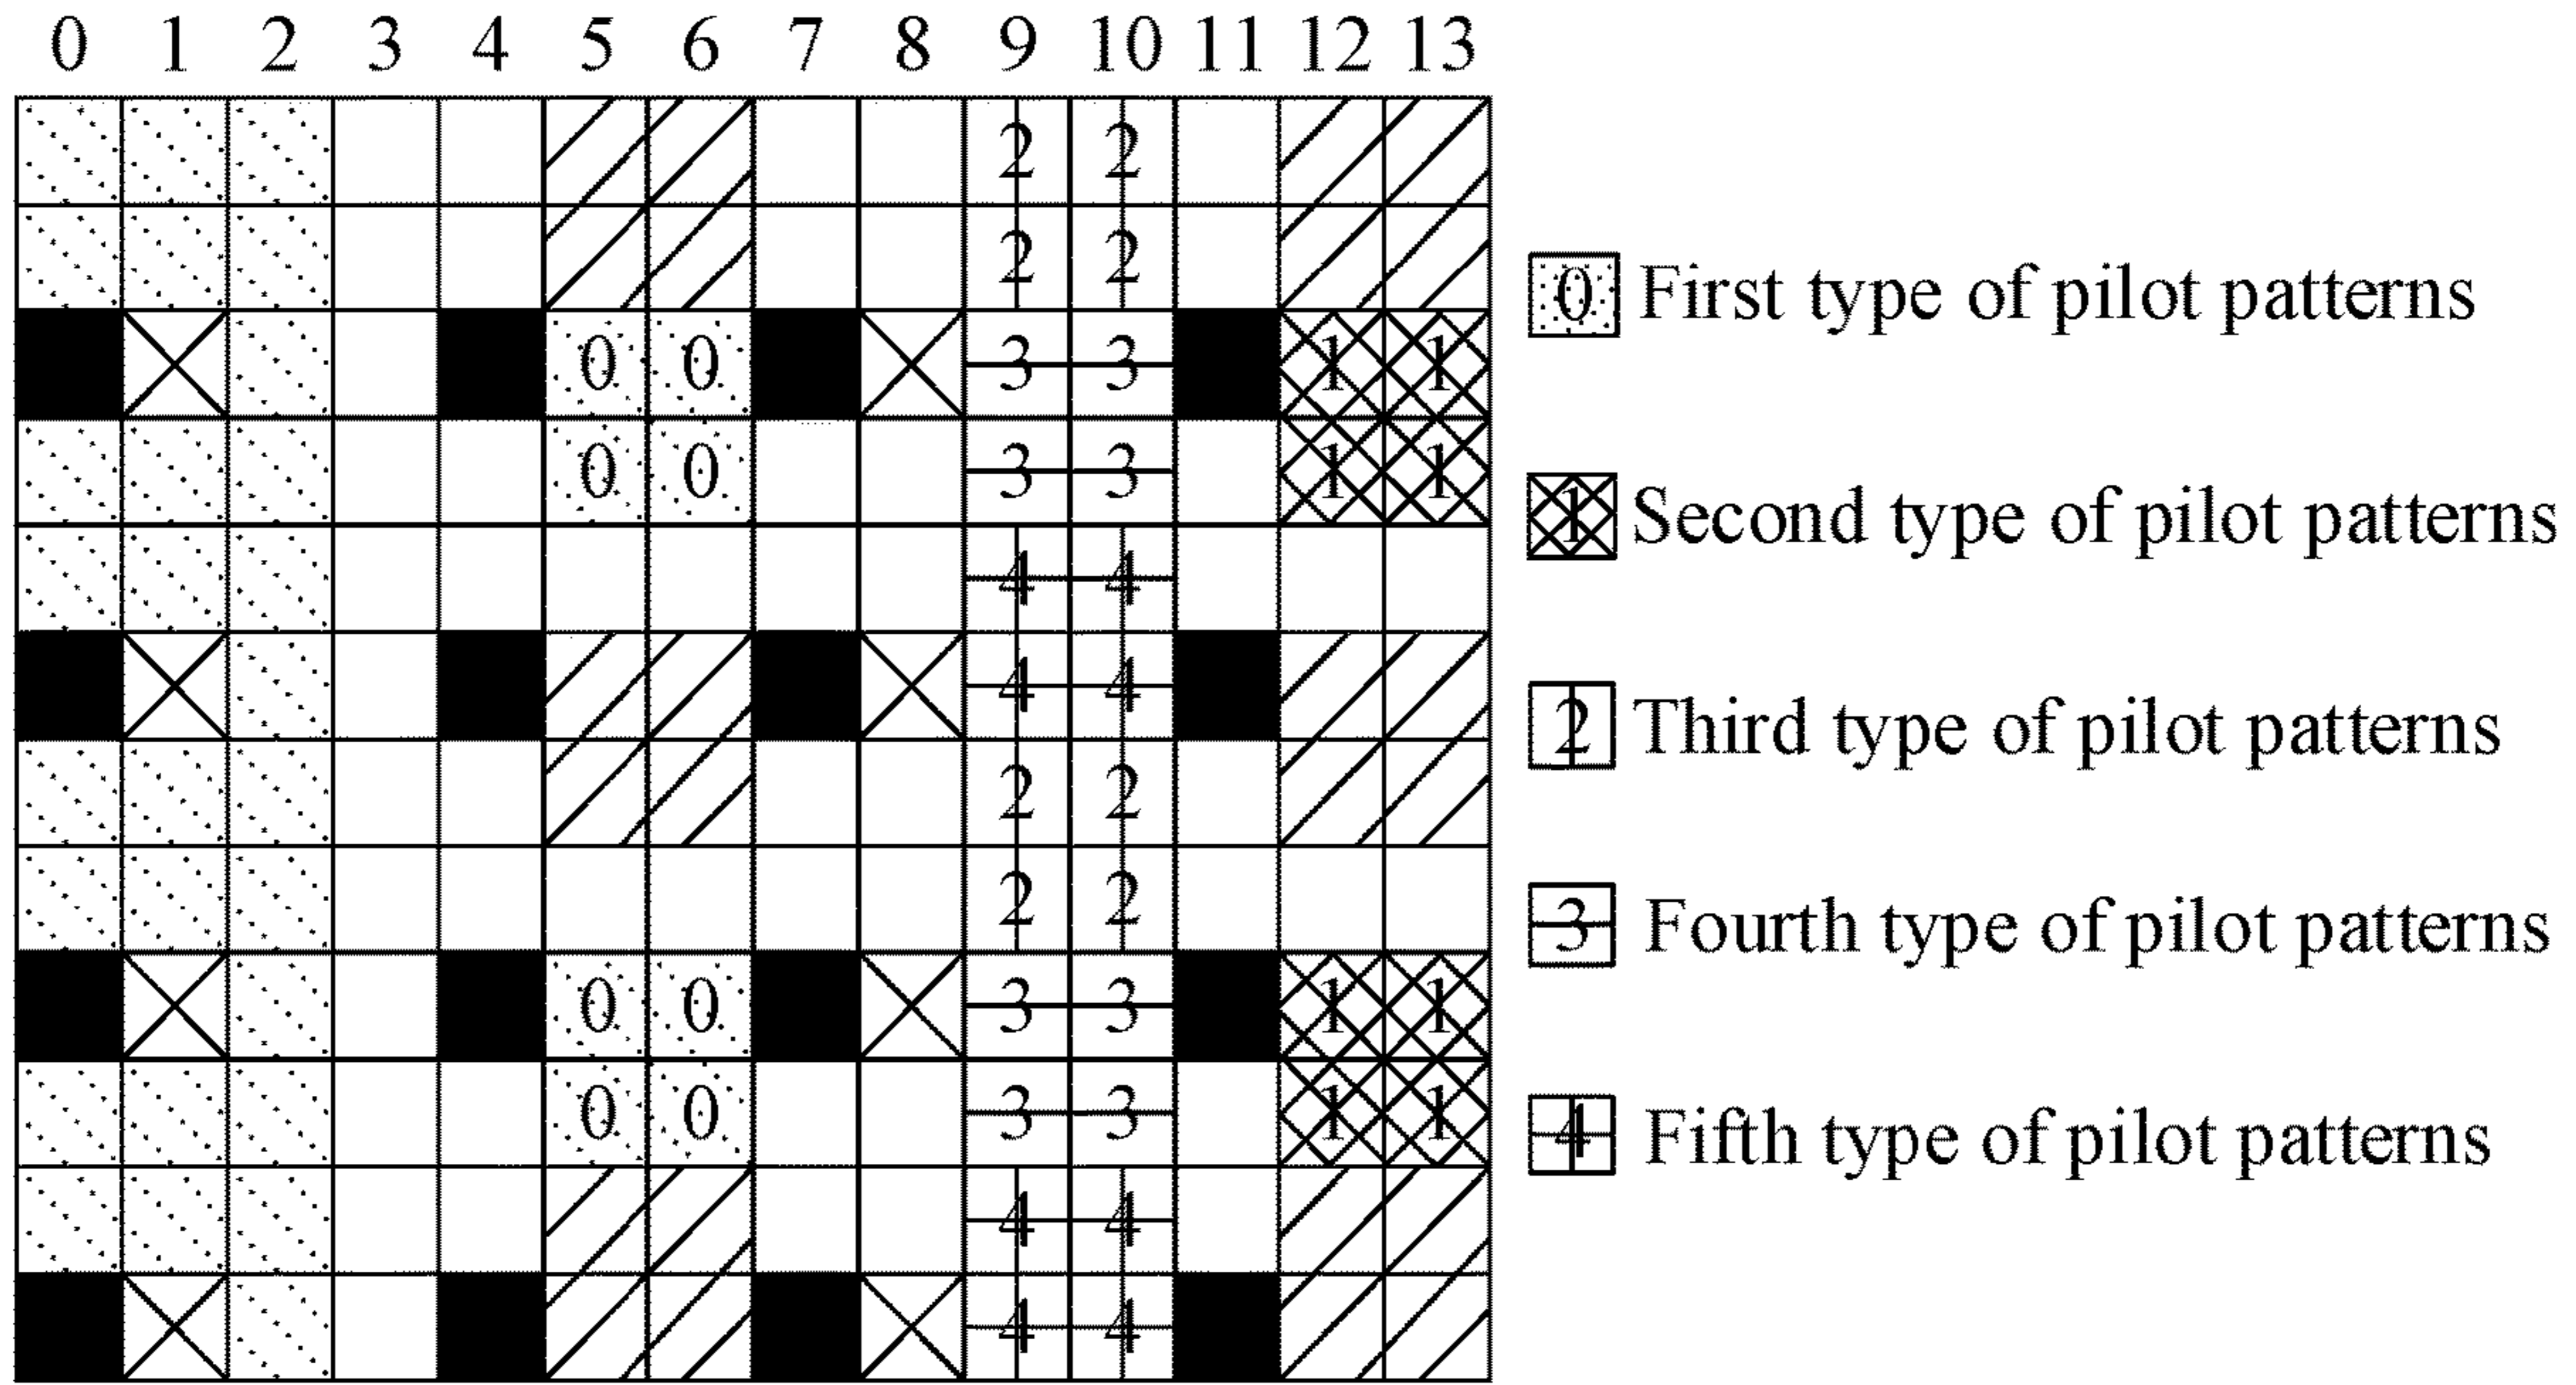 0 1 2 3 4 5 6 7 8 9 10 11 12 13
2 2
2 2
0 0 3 3 1 1
0 0 3 3 1 1
4 4
4 4
2 2
2 2
0 0 3 3 1 1
0 0 3 3 1 1
4 4
4 4
0 First type of pilot patterns
1 Second type of pilot patterns
2 Third type of pilot patterns
3 Fourth type of pilot patterns
4 Fifth type of pilot patterns